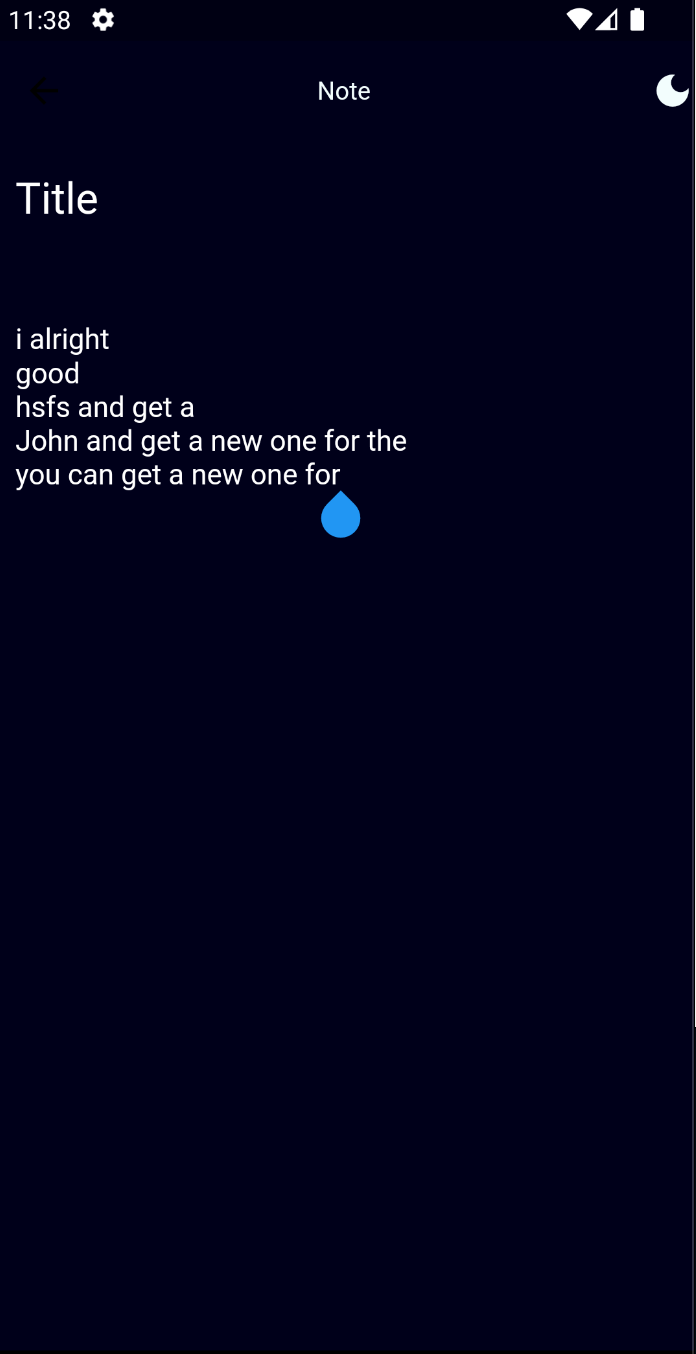 11:38
Note
Title
i alright
good
hsfs and get a
John and get a new one for the
you can get a new one for